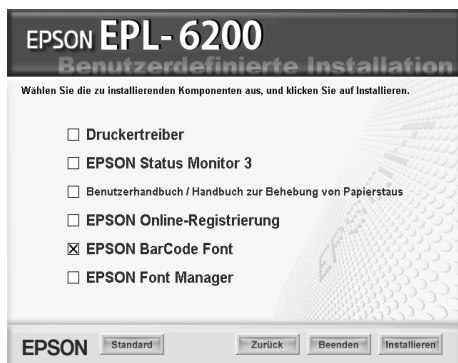 EPSON EPL-6200
Benutzerdefinierte Installation
Wählen Sie die zu installierenden Komponenten aus, und klicken Sie auf Installieren.
Druckertreiber
EPSON Status Monitor 3
Benutzerhandbuch / Handbuch zur Behebung von Papierstaus
EPSON Online-Registrierung
EPSON BarCode Font
EPSON Font Manager
EPSON
EPSON Standard Zurück Beenden Installieren